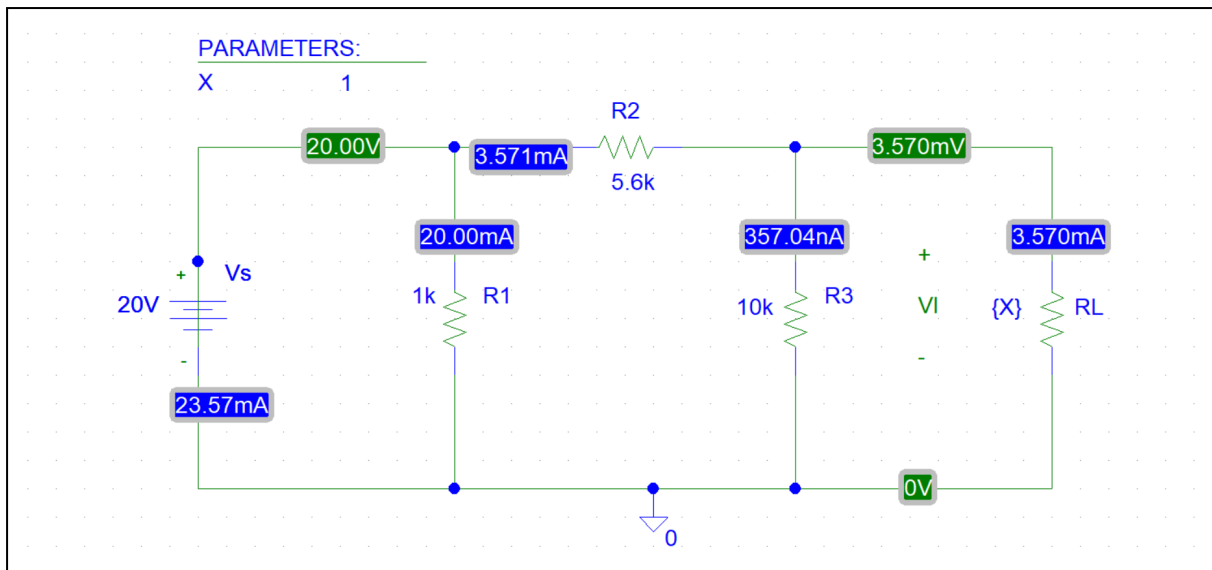 PARAMETERS:
X 1
R2
20.00V
3.571mA
3.570mV
5.6k
20.00mA
357.04nA
3.570mA
+
+ Vs
1k R1
10k R3
20V
VI
{X} RL
-
-
23.57mA
0V
0